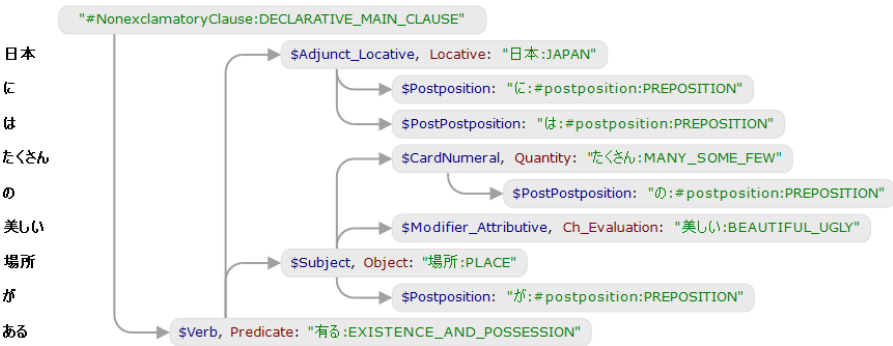 "#NonexclamatoryClause:DECLARATIVE_MAIN_CLAUSE"
日本 $Adjunct_Locative, Locative: "日本:JAPAN"
に $Postposition: "に:#postposition:PREPOSITION"
は $PostPostposition: "は:#postposition:PREPOSITION"
たくさん $CardNumeral, Quantity: "たくさん:MANY_SOME_FEW"
の $PostPostposition: "の:#postposition:PREPOSITION"
美しい $Modifier_Attributive, Ch_Evaluation: "美しい:BEAUTIFUL_UGLY"
場所 $Subject, Object: "場所:PLACE"
が $Postposition: "が:#postposition:PREPOSITION"
ある $Verb, Predicate: "有る:EXISTENCE_AND_POSSESSION"